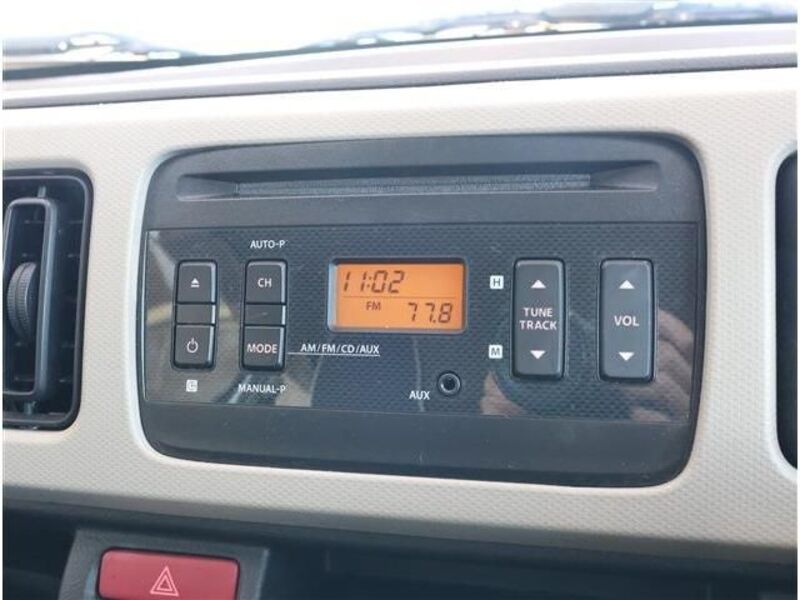 AUTO-P
CH
MODE
AM/FM/CD/AUX
MANUAL-P
11:02
FM 77.8
AUX
H
M
TUNE
TRACK
VOL